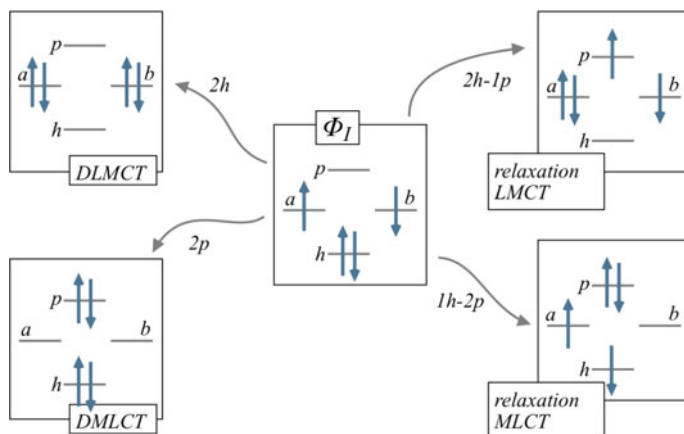 p
a
b
h
DLMCT
2h
Φ_I
p
a
b
h
2h-1p
p
a
b
h
relaxation
LMCT
2p
p
a
b
h
DMLCT
1h-2p
p
a
b
h
relaxation
MLCT